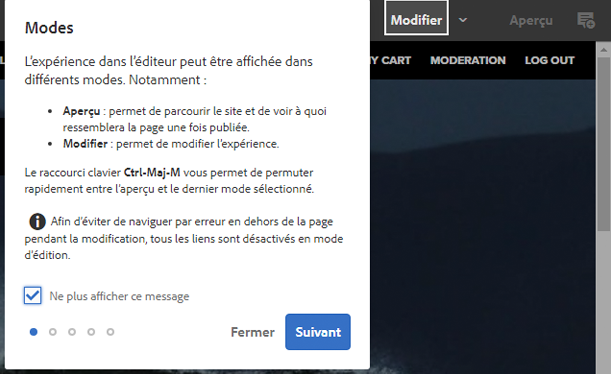 Modifier
Aperçu
MY CART MODERATION LOG OUT
Modes
L'expérience dans l'éditeur peut être affichée dans
différents modes. Notamment :
• Aperçu : permet de parcourir le site et de voir à quoi
ressemblera la page une fois publiée.
• Modifier : permet de modifier l'expérience.
Le raccourci clavier Ctrl-Maj-M vous permet de permuter
rapidement entre l'aperçu et le dernier mode sélectionné.
Afin d'éviter de naviguer par erreur en dehors de la page
pendant la modification, tous les liens sont désactivés en mode
d'édition.
Ne plus afficher ce message
Fermer Suivant